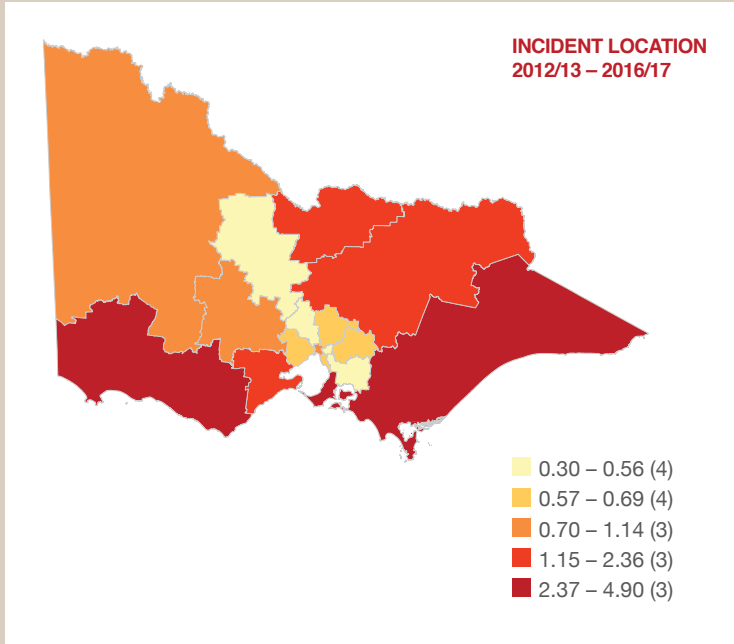 INCIDENT LOCATION
2012/13 – 2016/17
0.30 – 0.56 (4)
0.57 – 0.69 (4)
0.70 – 1.14 (3)
1.15 – 2.36 (3)
2.37 – 4.90 (3)